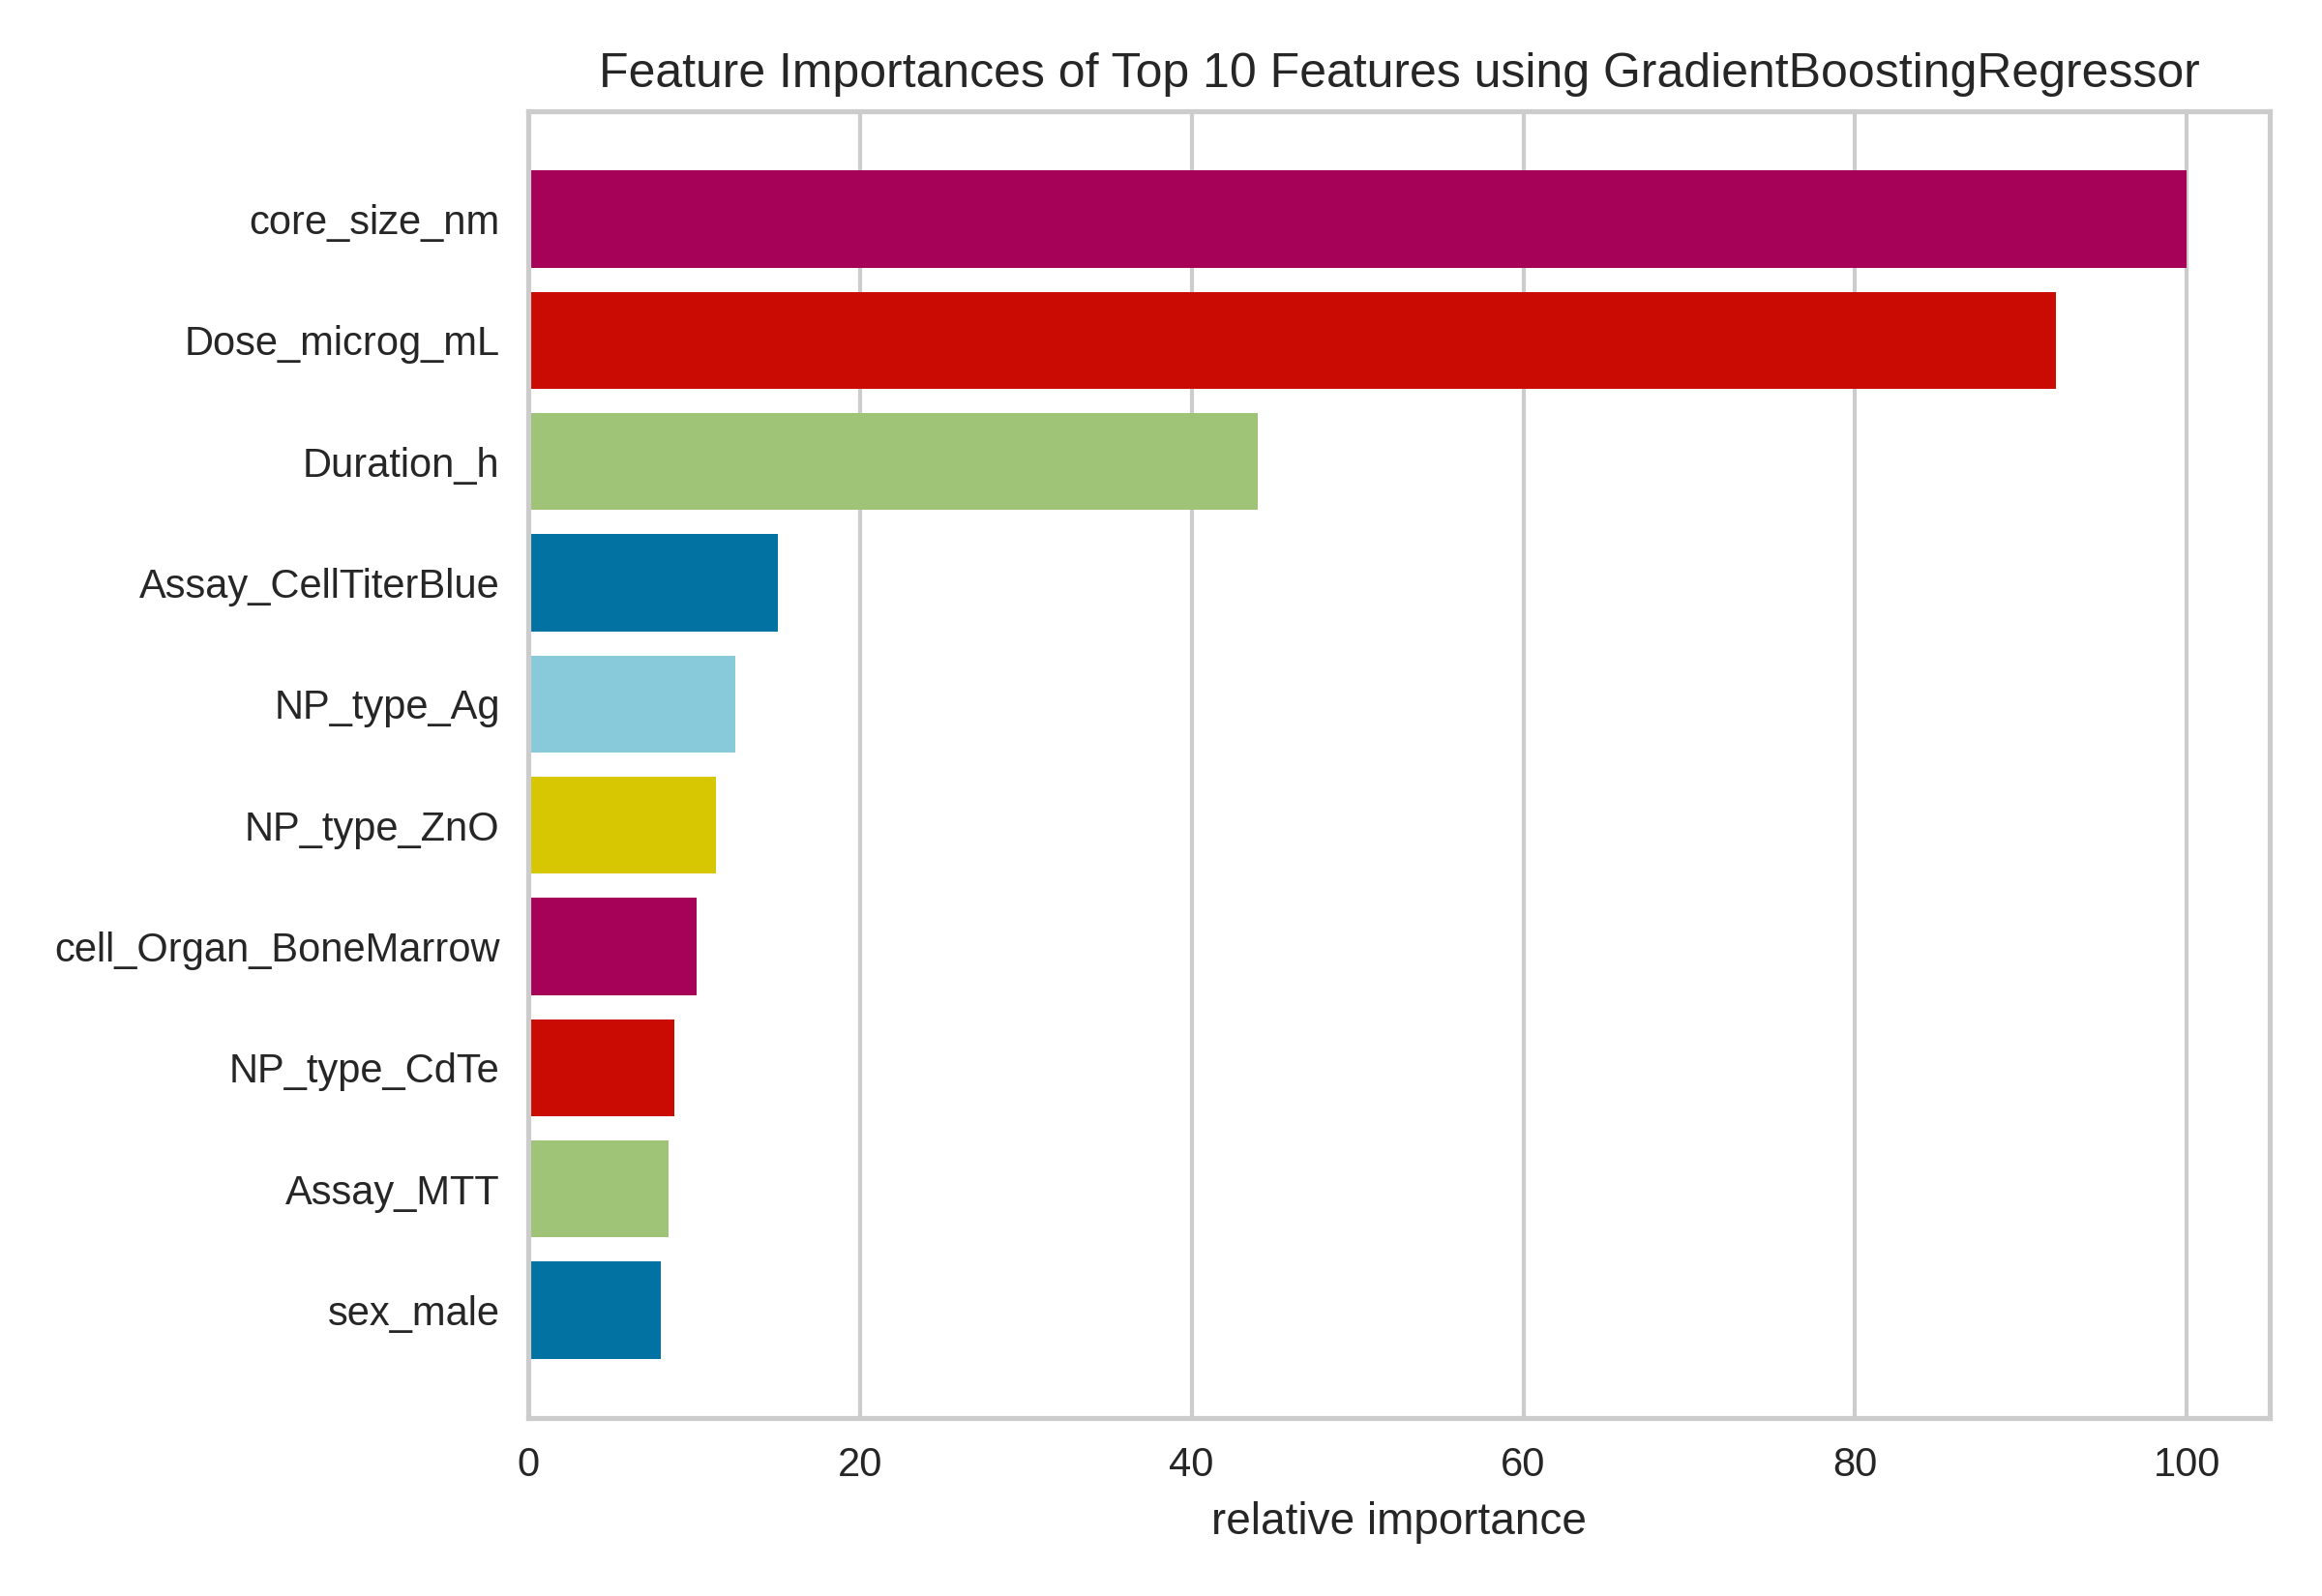 Feature Importances of Top 10 Features using GradientBoostingRegressor
core_size_nm
Dose_microg_mL
Duration_h
Assay_CellTiterBlue
NP_type_Ag
NP_type_ZnO
cell_Organ_BoneMarrow
NP_type_CdTe
Assay_MTT
sex_male
0 20 40 60 80 100
relative importance